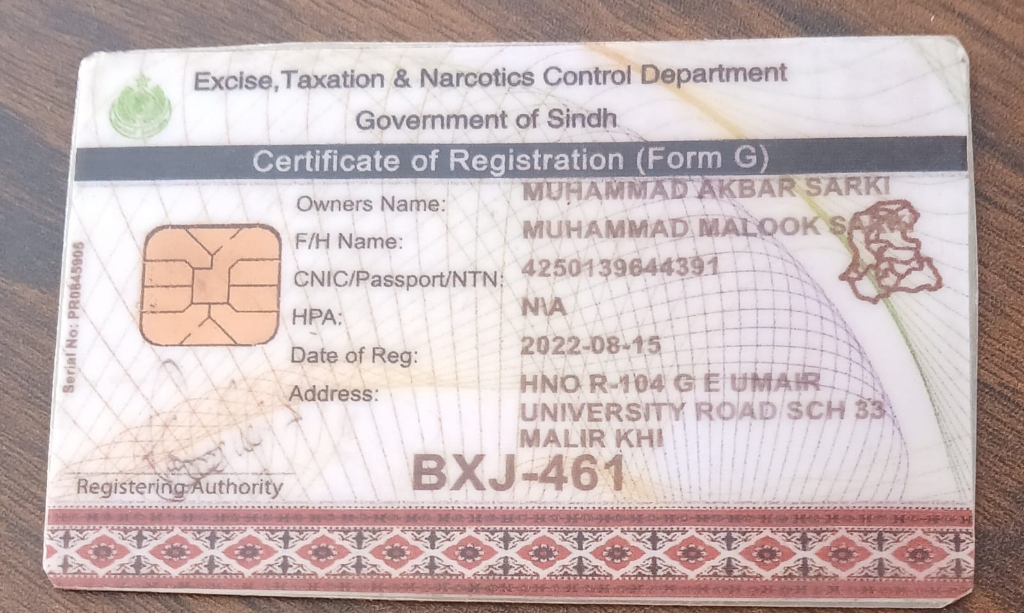 Excise,Taxation & Narcotics Control Department
Government of Sindh
Certificate of Registration (Form G)
Owners Name: MUHAMMAD AKBAR SARKI
F/H Name: MUHAMMAD MALOOK
CNIC/Passport/NTN: 4250139644391
HPA: N\A
Date of Reg: 2022-08-15
Address: HNO R-104 G E UMAIR
UNIVERSITY ROAD SCH 33
MALIR KHI
BXJ-461
Registering Authority
Serial No: PR0645905